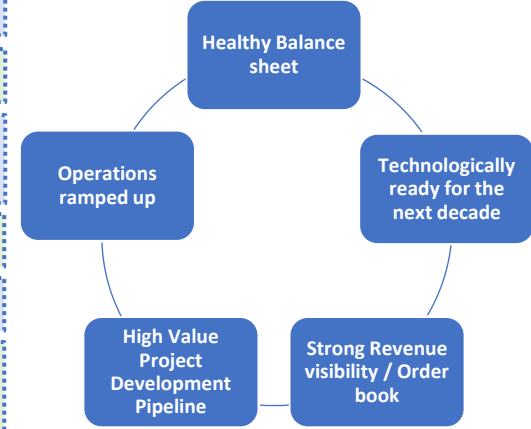 Healthy Balance
sheet
Operations
ramped up
Technologically
ready for the
next decade
High Value
Project
Development
Pipeline
Strong Revenue
visibility / Order
book